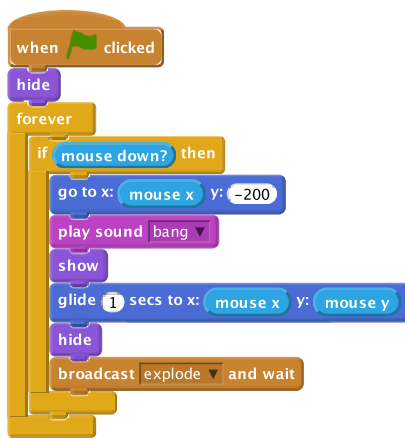 when clicked
hide
forever
if mouse down? then
go to x: mouse x y: -200
play sound bang
show
glide 1 secs to x: mouse x y: mouse y
hide
broadcast explode and wait